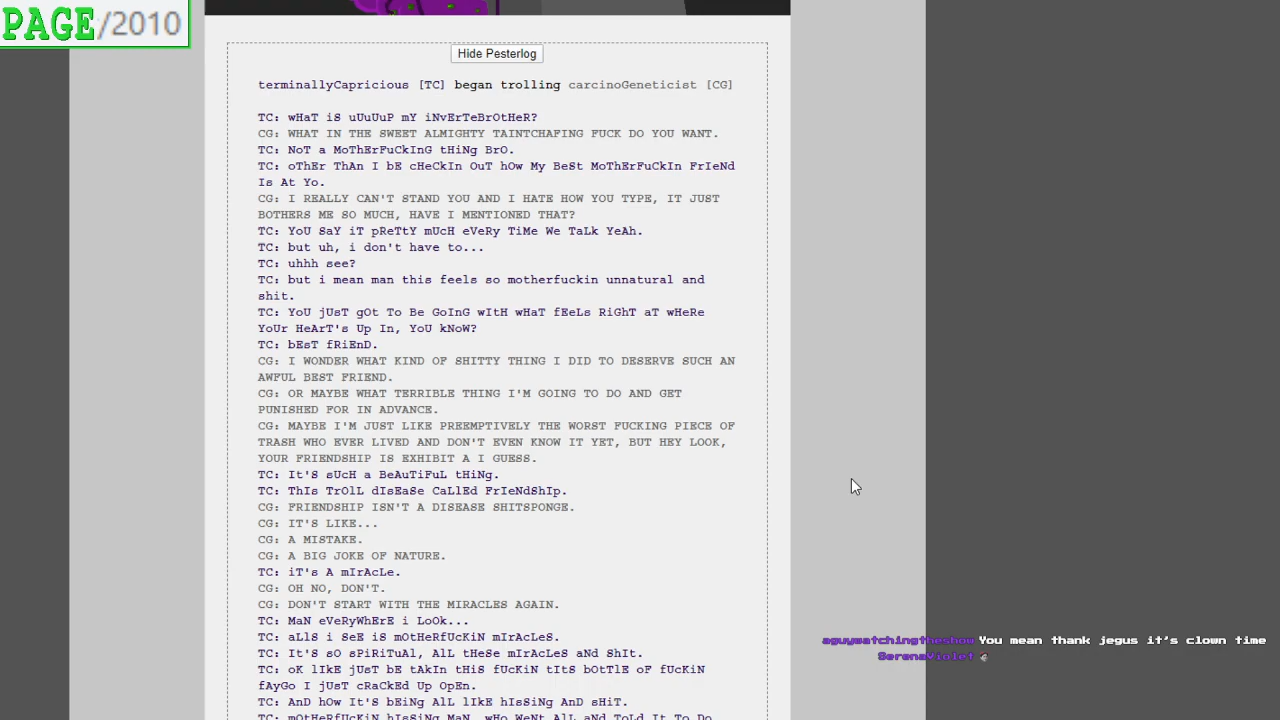 PAGE/2010
Hide Pesterlog
terminallyCapricious [TC] began trolling carcinoGeneticist [CG]
TC: wHaT iS uUuUuP mY iNvErTeBrOtHeR?
CG: WHAT IN THE SWEET ALMIGHTY TAINTCHAFING FUCK DO YOU WANT.
TC: NoT a MoThErFuCkInG tHiNg BrO.
TC: oThEr ThAn I bE cHeCkIn OuT hOw My BeSt MoThErFuCkIn FrIeNd
Is At Yo.
CG: I REALLY CAN'T STAND YOU AND I HATE HOW YOU TYPE, IT JUST
BOTHERS ME SO MUCH, HAVE I MENTIONED THAT?
TC: YoU SaY iT pReTtY mUcH eVeRy TiMe We TaLk YeAh.
TC: but uh, i don't have to...
TC: uhhh see?
TC: but i mean man this feels so motherfuckin unnatural and
shit.
TC: YoU jUsT gOt To Be GoInG wItH wHaT fEeLs RiGhT aT wHeRe
YoUr HeArT's Up In, YoU kNoW?
TC: bEsT fRiEnD.
CG: I WONDER WHAT KIND OF SHITTY THING I DID TO DESERVE SUCH AN
AWFUL BEST FRIEND.
CG: OR MAYBE WHAT TERRIBLE THING I'M GOING TO DO AND GET
PUNISHED FOR IN ADVANCE.
CG: MAYBE I'M JUST LIKE PREEMPTIVELY THE WORST FUCKING PIECE OF
TRASH WHO EVER LIVED AND DON'T EVEN KNOW IT YET, BUT HEY LOOK,
YOUR FRIENDSHIP IS EXHIBIT A I GUESS.
TC: It'S sUcH a BeAuTiFuL tHiNg.
TC: ThIs TrOlL dIsEaSe CaLlEd FrIeNdShIp.
CG: FRIENDSHIP ISN'T A DISEASE SHITSPONGE.
CG: IT'S LIKE...
CG: A MISTAKE.
CG: A BIG JOKE OF NATURE.
TC: iT's A mIrAcLe.
CG: OH NO, DON'T.
CG: DON'T START WITH THE MIRACLES AGAIN.
TC: MaN eVeRyWhErE i LoOk...
TC: aLlS i SeE iS mOtHeRfUcKiN mIrAcLeS.
TC: It'S sO sPiRiTuAl, AlL tHeSe mIrAcLeS aNd ShIt.
TC: oK lIkE jUsT bE tAkIn tHiS fUcKiN tItS bOtTlE oF fUcKiN
fAyGo I jUsT cRaCkEd Up OpEn.
TC: AnD hOw It'S bEiNg AlL lIkE hIsSiNg AnD sHiT.
TC: mOtHeRfUcKiN hIsSiNg MaN, wHo WeNt AlL aNd ToLd It To Do
aguywatchingtheshow You mean thank jegus it's clown time
SerenaViolet